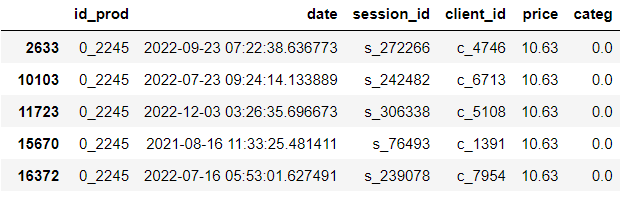 id_prod date session_id client_id price categ
2633 0_2245 2022-09-23 07:22:38.636773 s_272266 c_4746 10.63 0.0
10103 0_2245 2022-07-23 09:24:14.133889 s_242482 c_6713 10.63 0.0
11723 0_2245 2022-12-03 03:26:35.696673 s_306338 c_5108 10.63 0.0
15670 0_2245 2021-08-16 11:33:25.481411 s_76493 c_1391 10.63 0.0
16372 0_2245 2022-07-16 05:53:01.627491 s_239078 c_7954 10.63 0.0